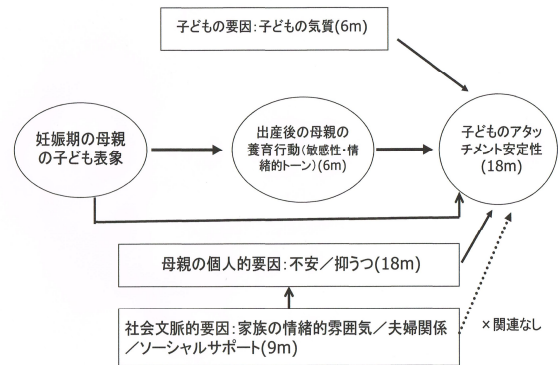 子どもの要因:子どもの気質(6m)
妊娠期の母親
の子ども表象
出産後の母親の
養育行動(敏感性・情
緒的トーン)(6m)
子どものアタッ
チメント安定性
(18m)
母親の個人的要因:不安/抑うつ(18m)
社会文脈的要因:家族の情緒的雰囲気/夫婦関係
/ソーシャルサポート(9m)
×関連なし